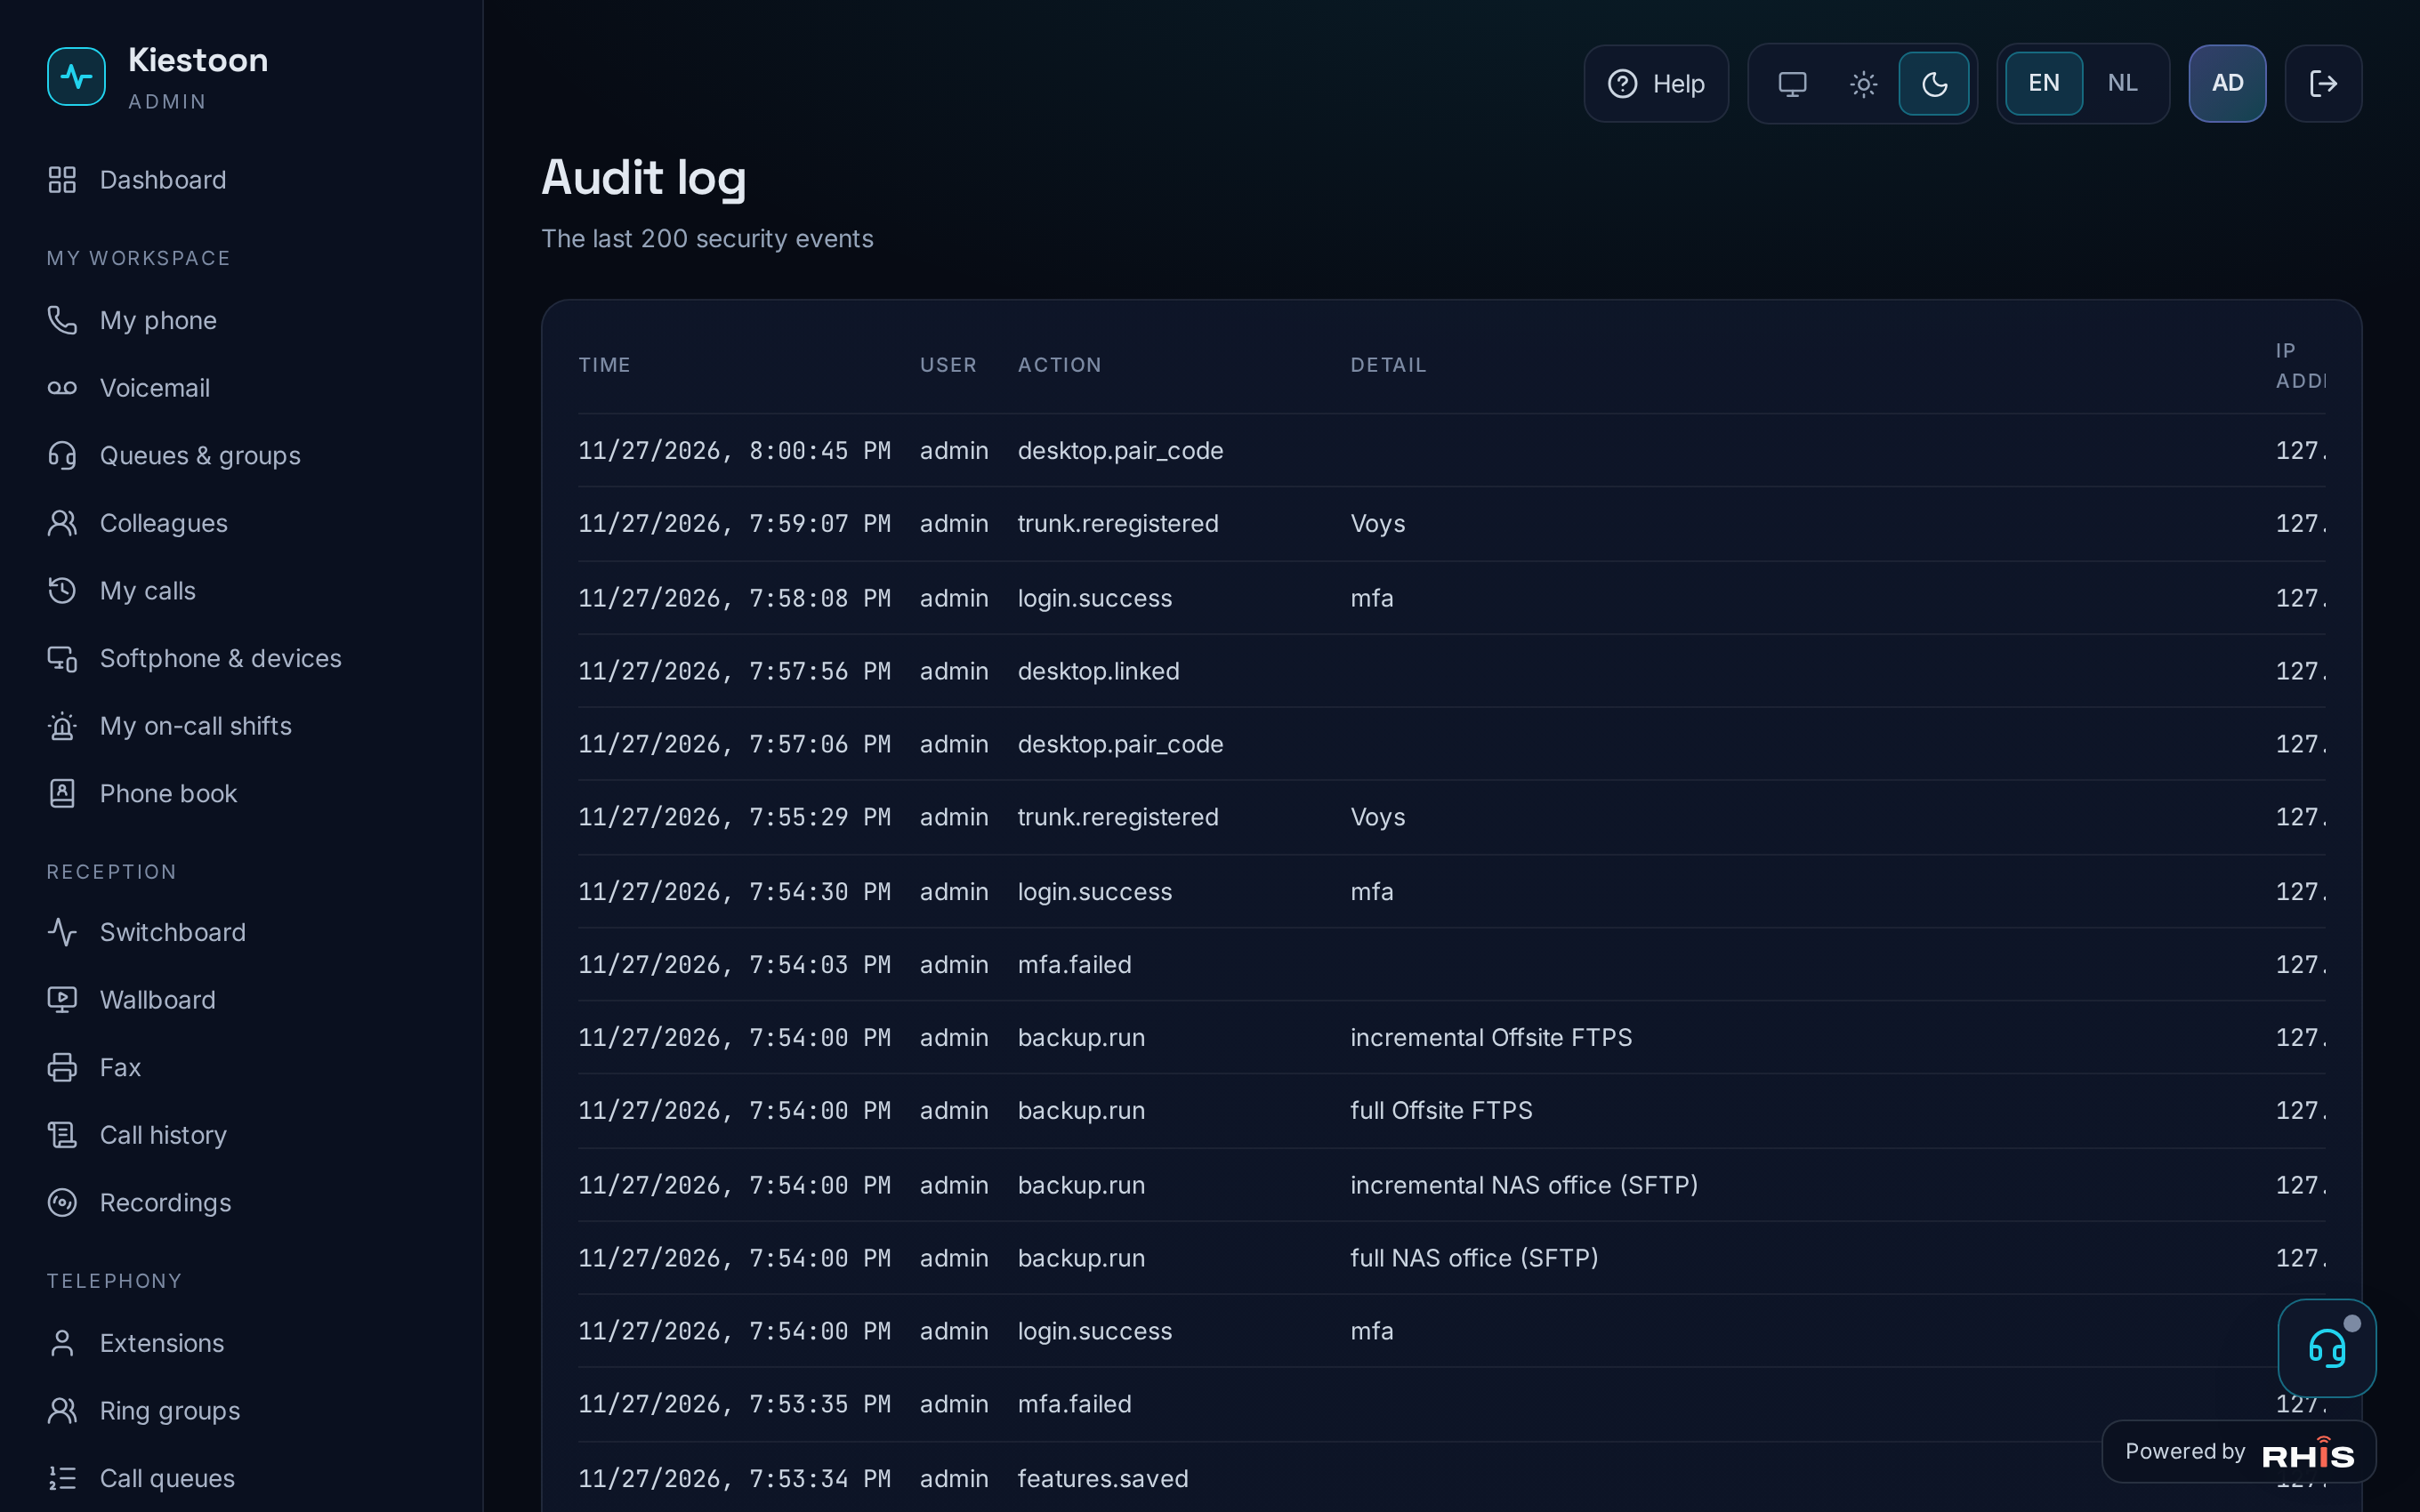 Kiestoon
ADMIN
Dashboard
MY WORKSPACE
My phone
Voicemail
Queues & groups
Colleagues
My calls
Softphone & devices
My on-call shifts
Phone book
RECEPTION
Switchboard
Wallboard
Fax
Call history
Recordings
TELEPHONY
Extensions
Ring groups
Call queues
Help
EN NL
AD
Audit log
The last 200 security events
TIME USER ACTION DETAIL IP
11/27/2026, 8:00:45 PM admin desktop.pair_code 127.
11/27/2026, 7:59:07 PM admin trunk.reregistered Voys 127.
11/27/2026, 7:58:08 PM admin login.success mfa 127.
11/27/2026, 7:57:56 PM admin desktop.linked 127.
11/27/2026, 7:57:06 PM admin desktop.pair_code 127.
11/27/2026, 7:55:29 PM admin trunk.reregistered Voys 127.
11/27/2026, 7:54:30 PM admin login.success mfa 127.
11/27/2026, 7:54:03 PM admin mfa.failed 127.
11/27/2026, 7:54:00 PM admin backup.run incremental Offsite FTPS 127.
11/27/2026, 7:54:00 PM admin backup.run full Offsite FTPS 127.
11/27/2026, 7:54:00 PM admin backup.run incremental NAS office (SFTP) 127.
11/27/2026, 7:54:00 PM admin backup.run full NAS office (SFTP) 127.
11/27/2026, 7:54:00 PM admin login.success mfa
11/27/2026, 7:53:35 PM admin mfa.failed 127.
11/27/2026, 7:53:34 PM admin features.saved
Powered by RHIS